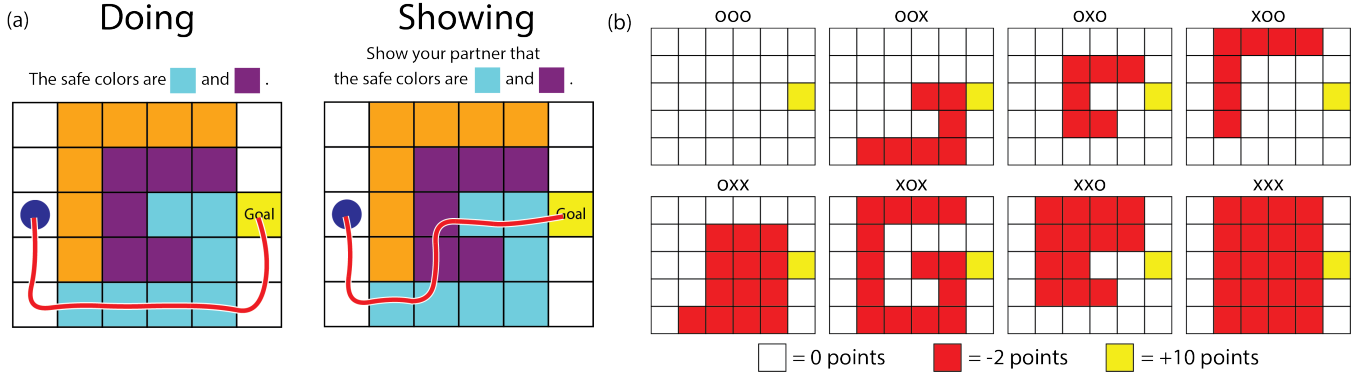 (a)
Doing
The safe colors are and .
Goal
Showing
Show your partner that
the safe colors are and .
Goal
(b)
ooo
oox
oxo
xoo
oxx
xox
xxo
xxx
= 0 points
= -2 points
= +10 points